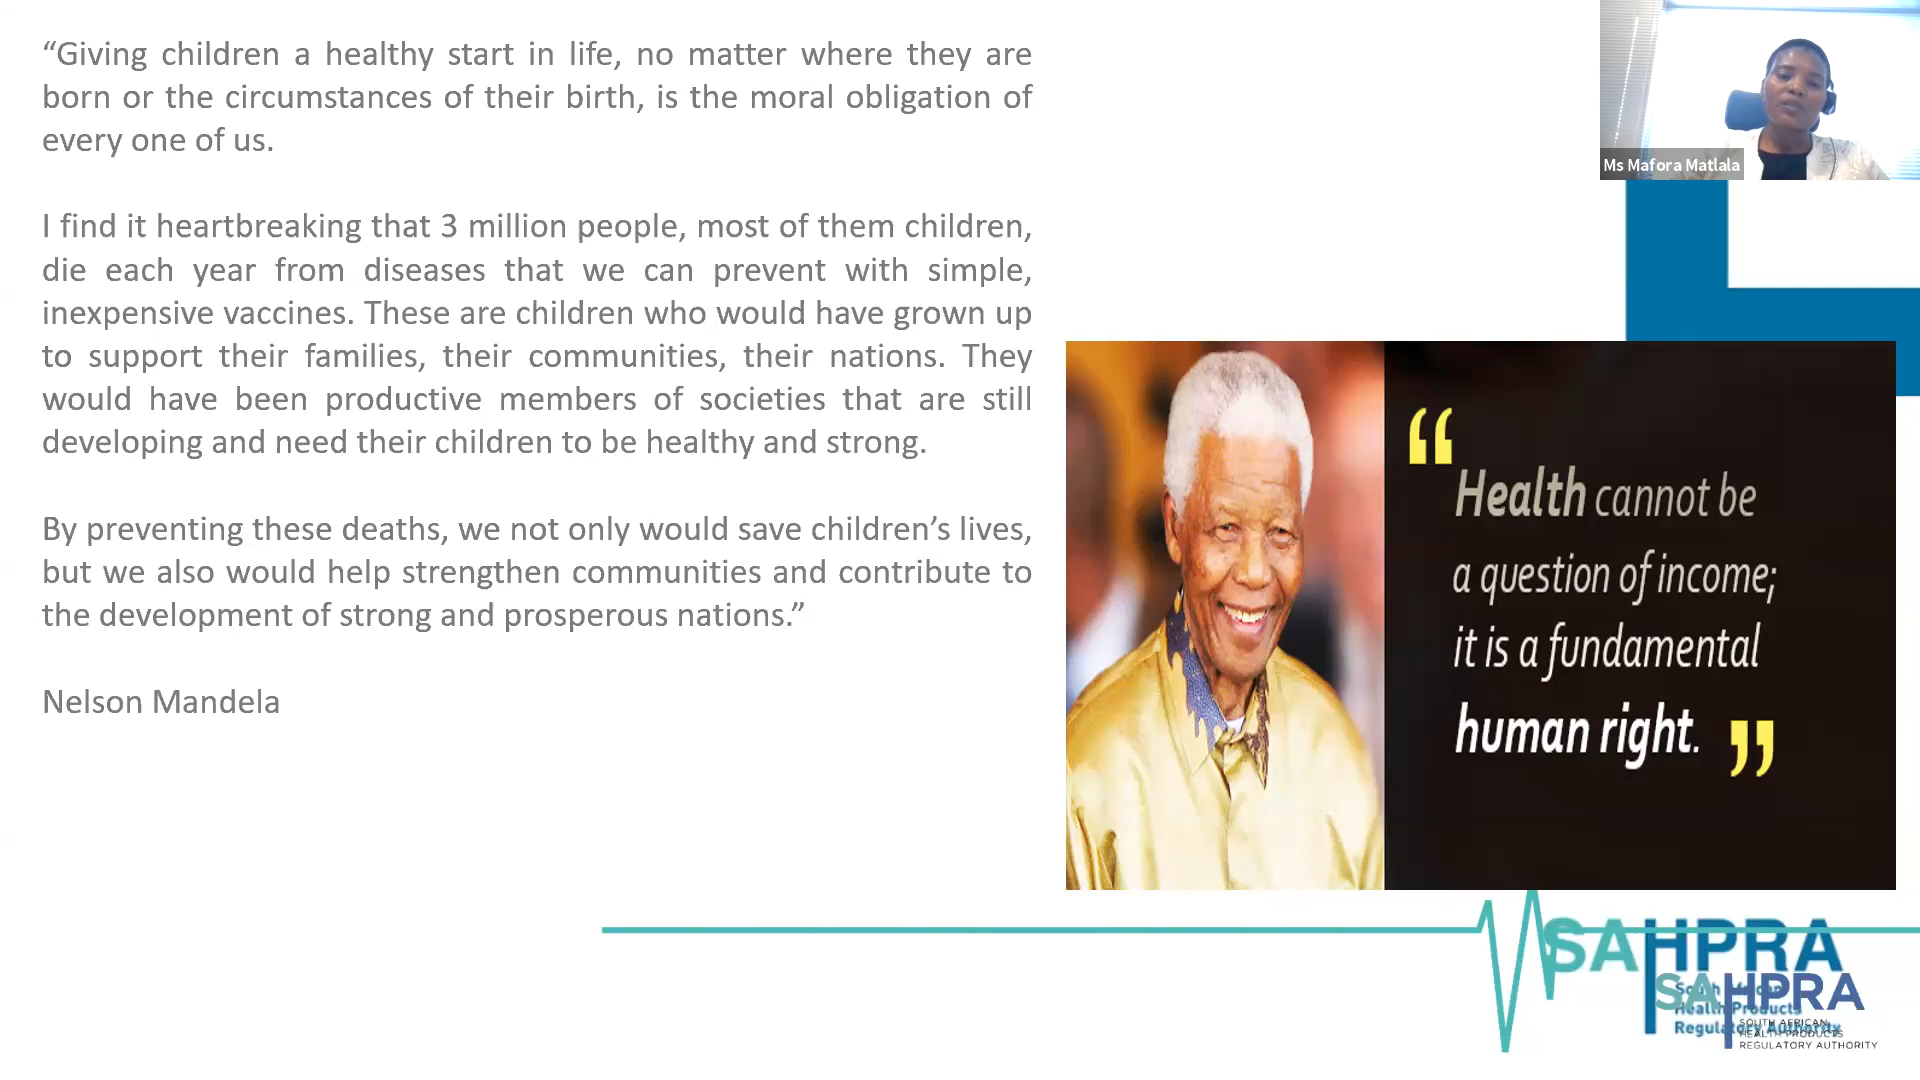 “Giving children a healthy start in life, no matter where they are
born or the circumstances of their birth, is the moral obligation of
every one of us.
I find it heartbreaking that 3 million people, most of them children,
die each year from diseases that we can prevent with simple,
inexpensive vaccines. These are children who would have grown up
to support their families, their communities, their nations. They
would have been productive members of societies that are still
developing and need their children to be healthy and strong.
By preventing these deaths, we not only would save children’s lives,
but we also would help strengthen communities and contribute to
the development of strong and prosperous nations.”
Nelson Mandela
Ms Mafora Matlala
“
Health cannot be
a question of income;
it is a fundamental
human right. ”
SAHPRA
South African
Health Products
Regulatory Authority
SAHPRA
SOUTH AFRICAN
HEALTH PRODUCTS
REGULATORY AUTHORITY